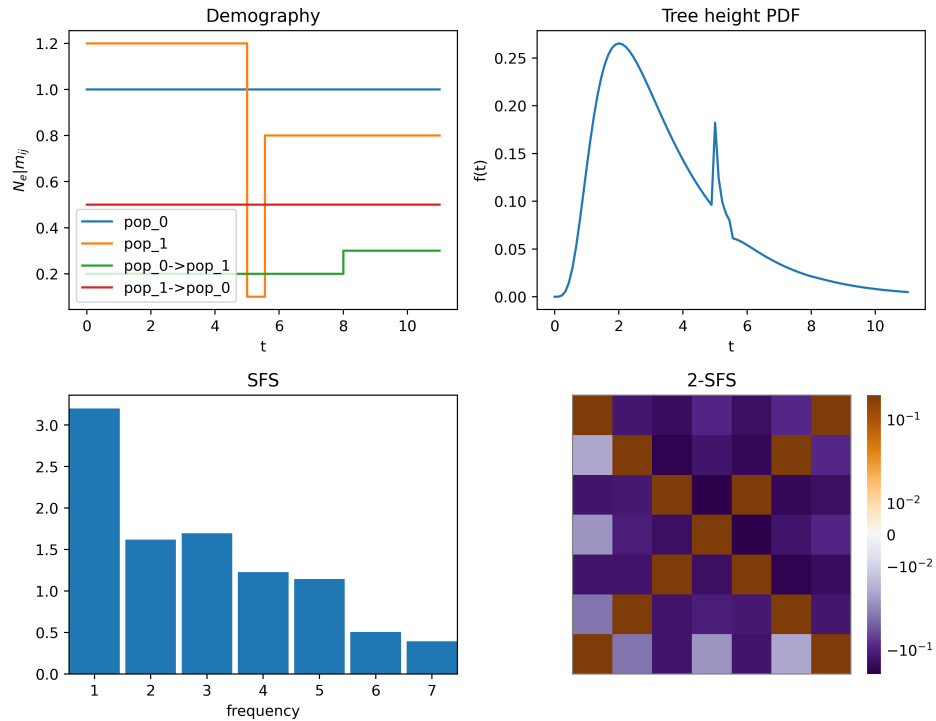 Demography
1.2
1.0
0.8
0.6
0.4
0.2
N_e|m_ij
pop_0
pop_1
pop_0->pop_1
pop_1->pop_0
0 2 4 6 8 10
t
Tree height PDF
0.25
0.20
0.15
0.10
0.05
0.00
f(t)
0 2 4 6 8 10
t
SFS
3.0
2.5
2.0
1.5
1.0
0.5
0.0
1 2 3 4 5 6 7
frequency
2-SFS
10⁻¹
10⁻²
0
−10⁻²
−10⁻¹